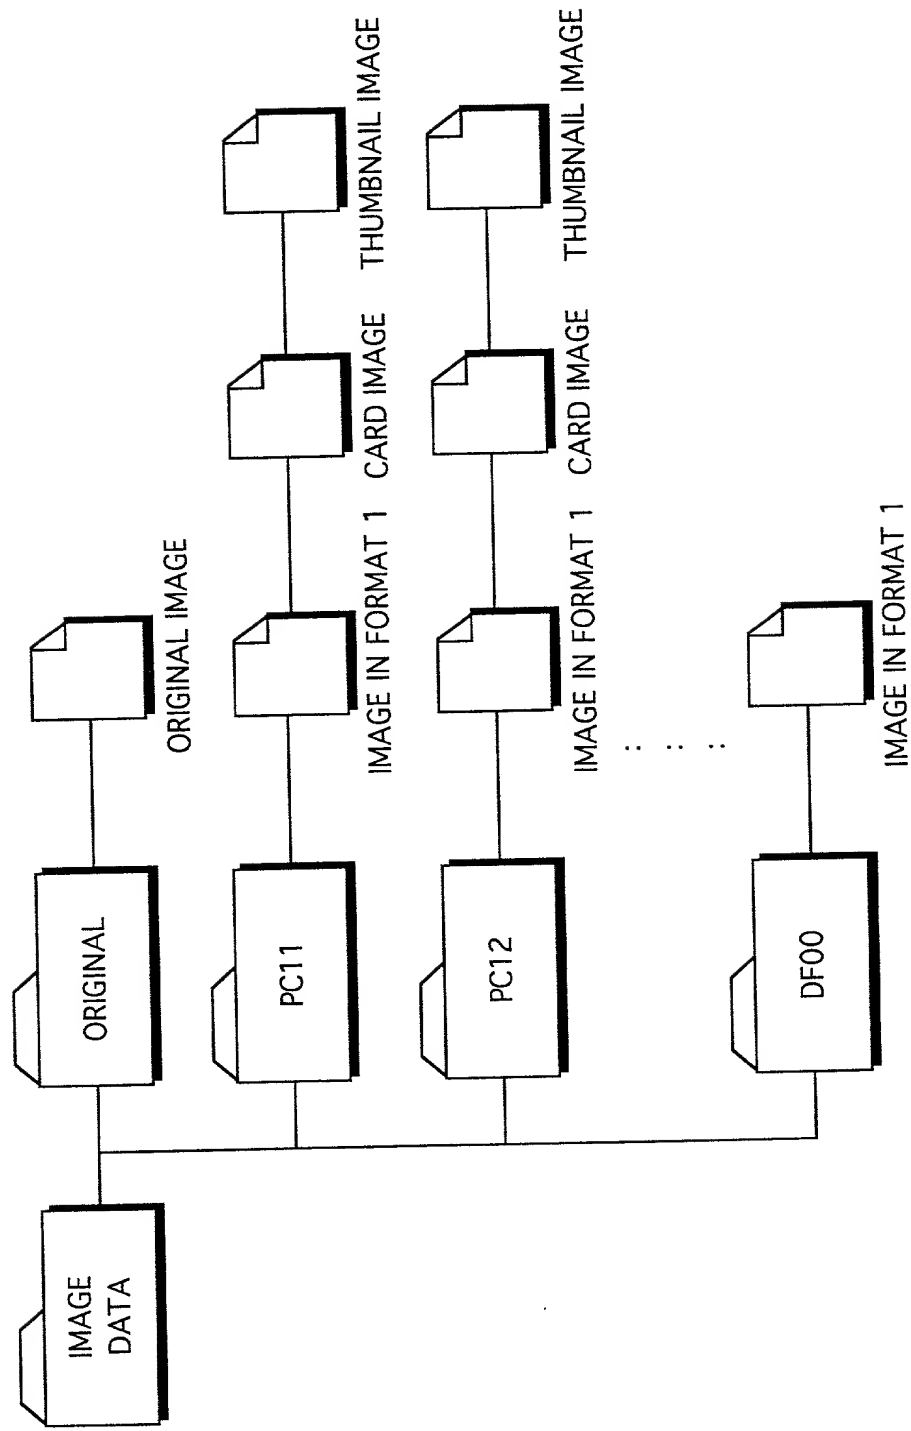 IMAGE
DATA
ORIGINAL
ORIGINAL IMAGE
PC11
IMAGE IN FORMAT 1
CARD IMAGE
THUMBNAIL IMAGE
PC12
IMAGE IN FORMAT 1
CARD IMAGE
THUMBNAIL IMAGE
DF00
IMAGE IN FORMAT 1